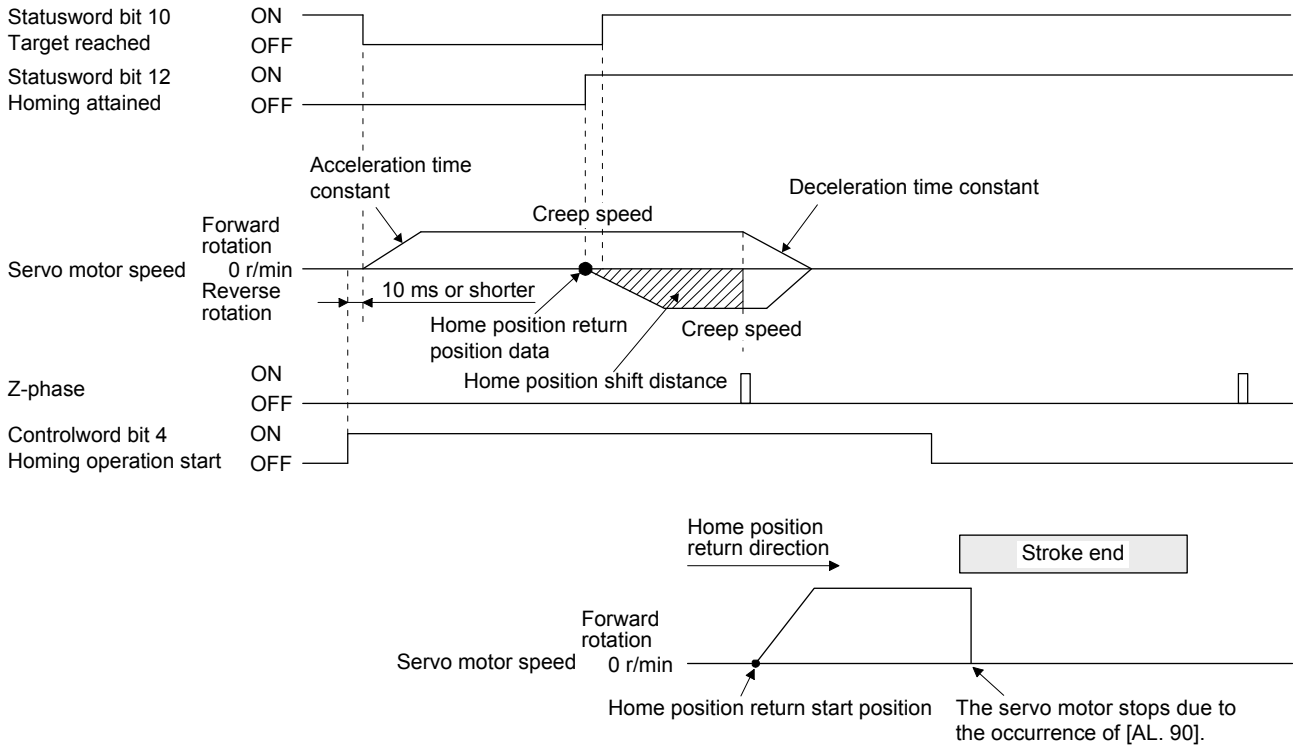 Statusword bit 10 ON
Target reached OFF
Statusword bit 12 ON
Homing attained OFF
Acceleration time
constant
Deceleration time constant
Creep speed
Forward
rotation
Servo motor speed 0 r/min
Reverse
rotation
10 ms or shorter
Home position return
position data
Creep speed
Home position shift distance
Z-phase ON
OFF
Controlword bit 4 ON
Homing operation start OFF
Home position
return direction
Stroke end
Forward
rotation
Servo motor speed 0 r/min
Home position return start position
The servo motor stops due to
the occurrence of [AL. 90].